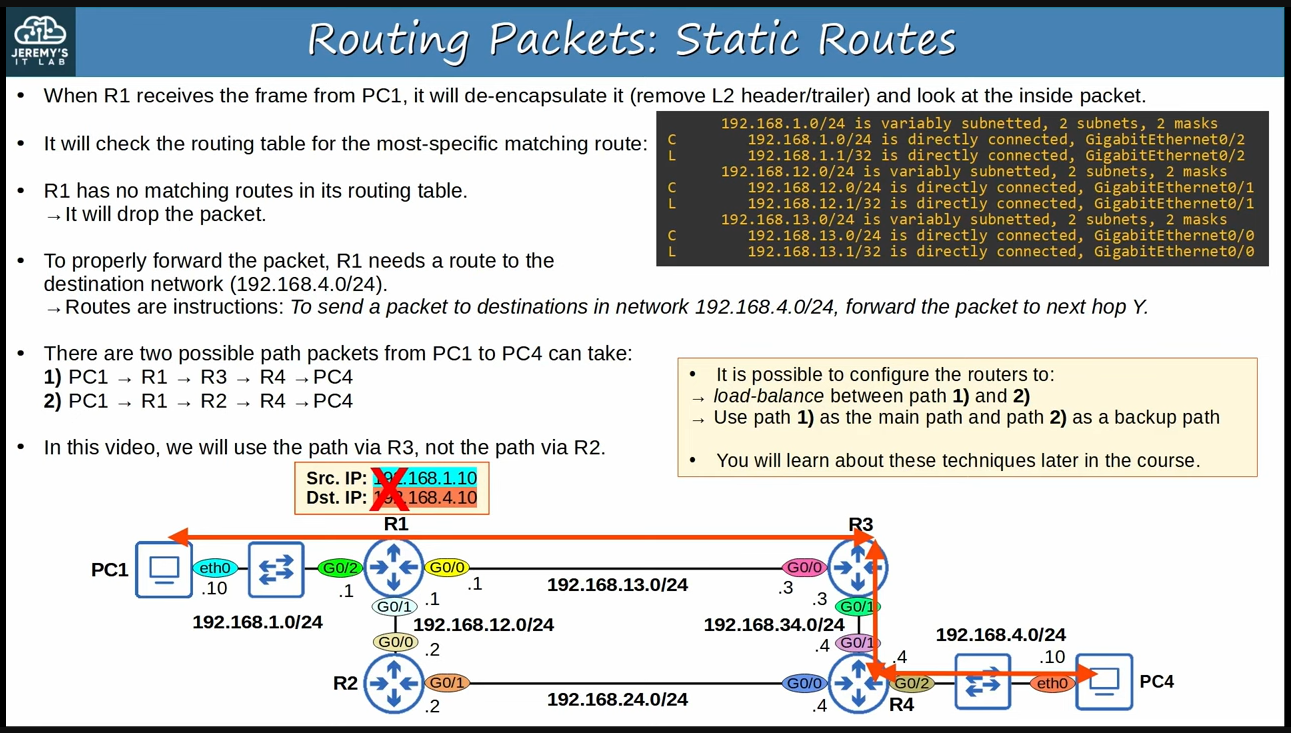 JEREMY'S
IT LAB
Routing Packets: Static Routes
• When R1 receives the frame from PC1, it will de-encapsulate it (remove L2 header/trailer) and look at the inside packet.
• It will check the routing table for the most-specific matching route:
192.168.1.0/24 is variably subnetted, 2 subnets, 2 masks
C 192.168.1.0/24 is directly connected, GigabitEthernet0/2
L 192.168.1.1/32 is directly connected, GigabitEthernet0/2
192.168.12.0/24 is variably subnetted, 2 subnets, 2 masks
C 192.168.12.0/24 is directly connected, GigabitEthernet0/1
L 192.168.12.1/32 is directly connected, GigabitEthernet0/1
192.168.13.0/24 is variably subnetted, 2 subnets, 2 masks
C 192.168.13.0/24 is directly connected, GigabitEthernet0/0
L 192.168.13.1/32 is directly connected, GigabitEthernet0/0
• R1 has no matching routes in its routing table.
→It will drop the packet.
• To properly forward the packet, R1 needs a route to the
destination network (192.168.4.0/24).
→Routes are instructions: To send a packet to destinations in network 192.168.4.0/24, forward the packet to next hop Y.
• There are two possible path packets from PC1 to PC4 can take:
1) PC1 → R1 → R3 → R4 →PC4
2) PC1 → R1 → R2 → R4 →PC4
• In this video, we will use the path via R3, not the path via R2.
• It is possible to configure the routers to:
→ load-balance between path 1) and 2)
→ Use path 1) as the main path and path 2) as a backup path
• You will learn about these techniques later in the course.
Src. IP: 192.168.1.10
Dst. IP: 192.168.4.10
X
R1
R3
PC1
eth0
G0/2
G0/0
G0/0
.10
.1
.1
.3
192.168.13.0/24
G0/1
.1
.3
G0/1
192.168.1.0/24
192.168.12.0/24
192.168.34.0/24
192.168.4.0/24
G0/0
.2
.4
G0/1
.4
.10
R2
G0/1
G0/0
G0/2
eth0
PC4
.2
192.168.24.0/24
.4
R4